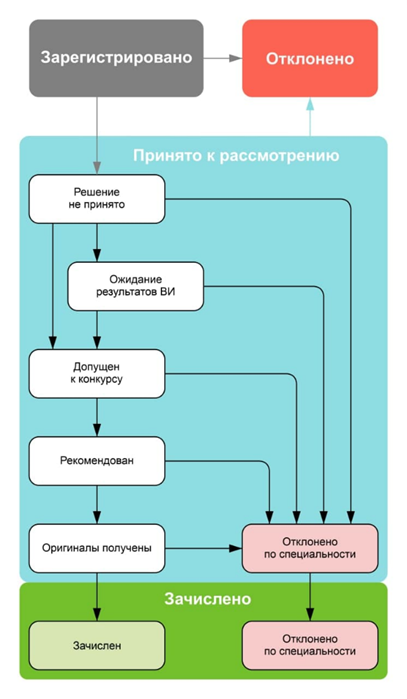 Зарегистрировано
Отклонено
Принято к рассмотрению
Решение
не принято
Ожидание
результатов ВИ
Допущен
к конкурсу
Рекомендован
Оригиналы получены
Отклонено
по специальности
Зачислено
Зачислен
Отклонено
по специальности